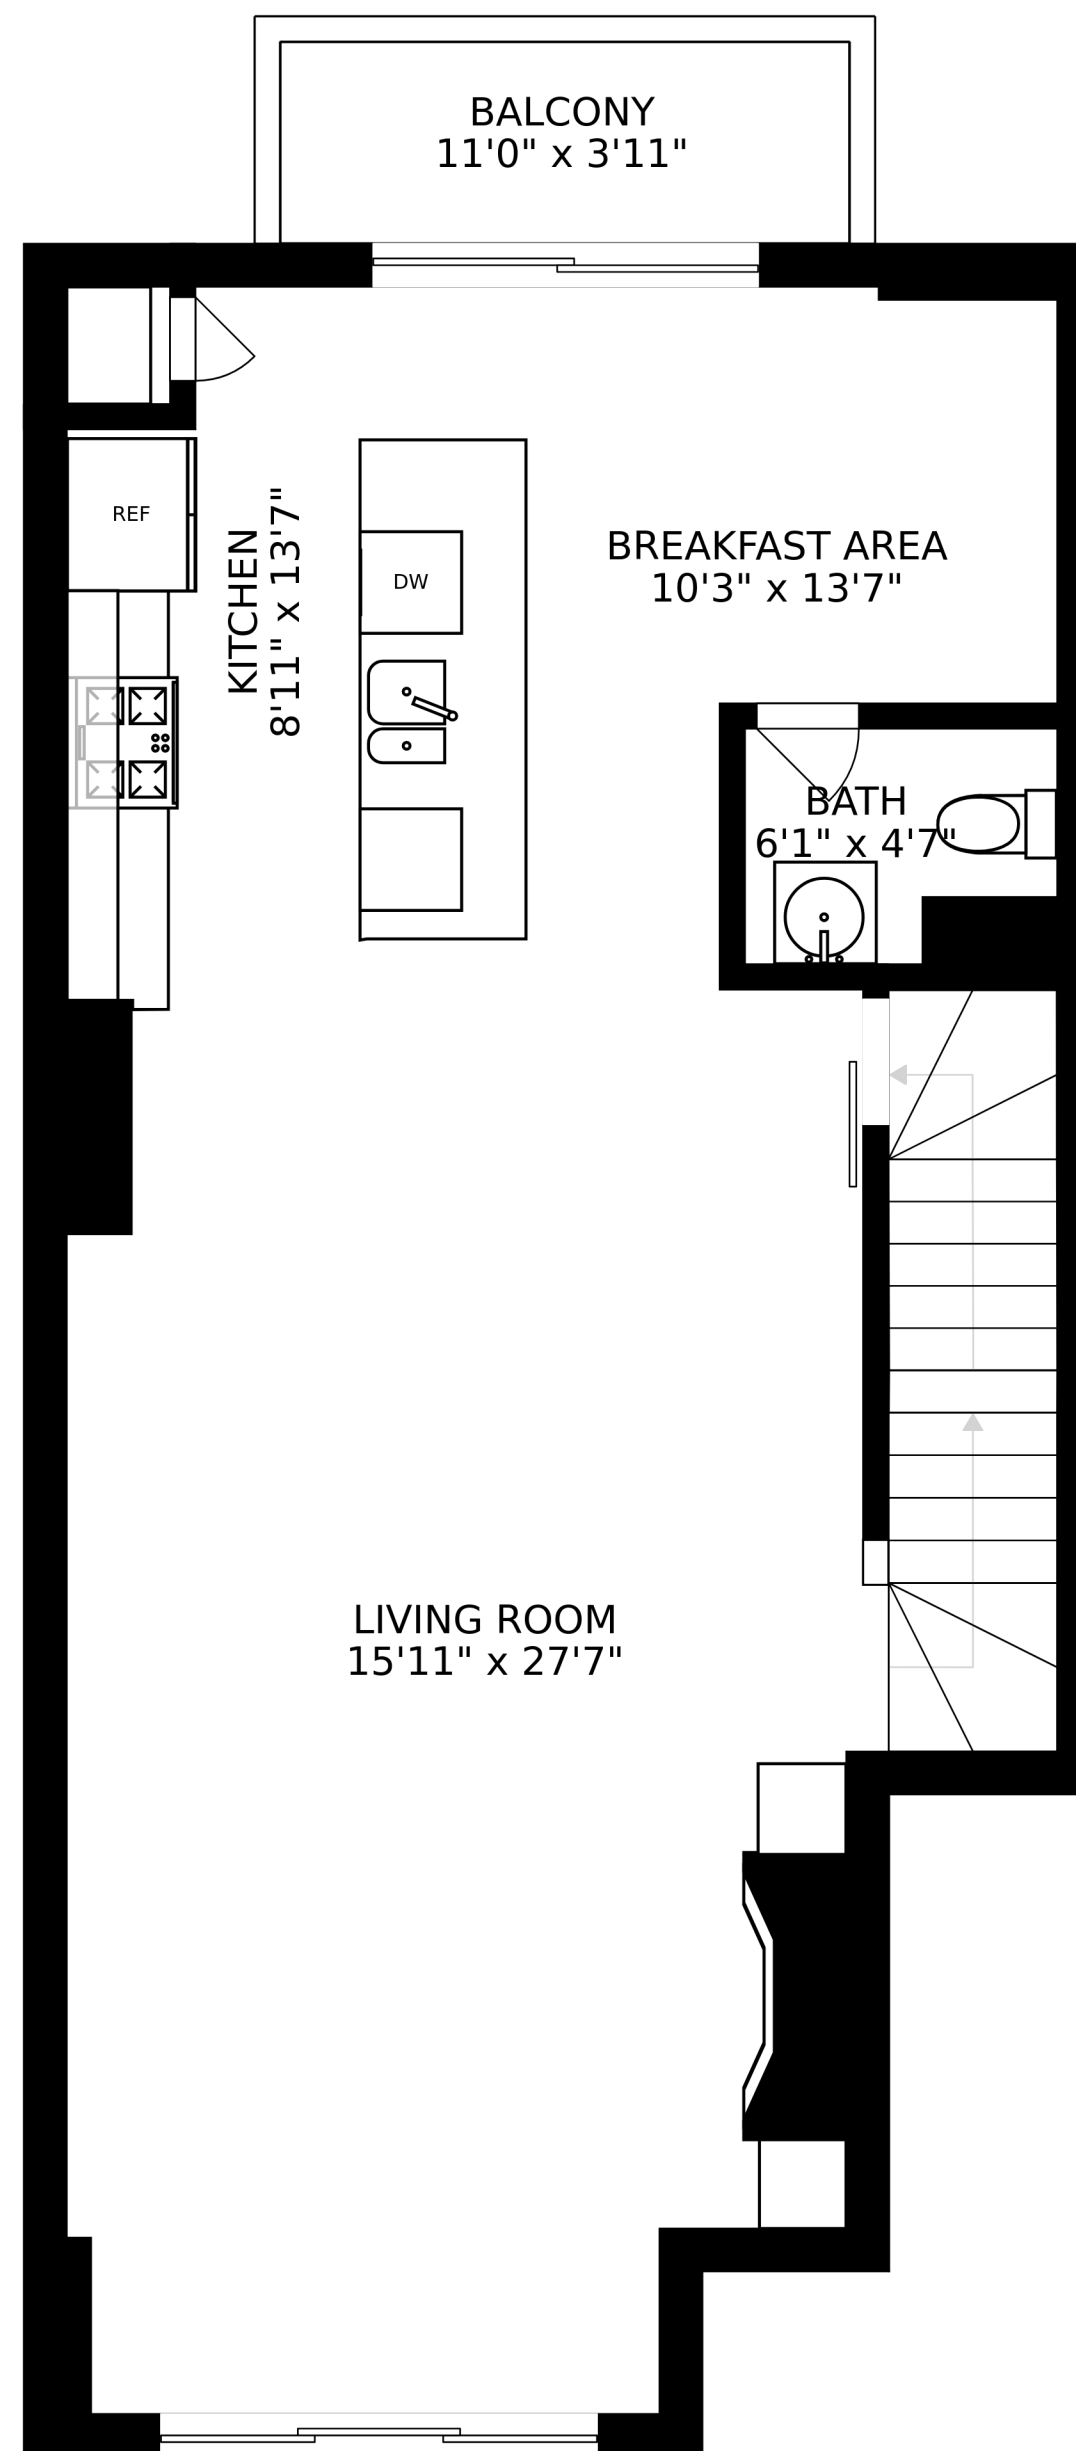 BALCONY
11'0" x 3'11"
REF
KITCHEN
8'11" x 13'7"
DW
BREAKFAST AREA
10'3" x 13'7"
BATH
6'1" x 4'7"
LIVING ROOM
15'11" x 27'7"